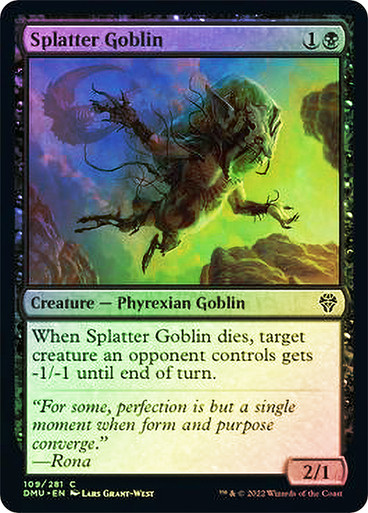 Splatter Goblin 1
Creature — Phyrexian Goblin
When Splatter Goblin dies, target
creature an opponent controls gets
-1/-1 until end of turn.
“For some, perfection is but a single
moment when form and purpose
converge.”
—Rona
2/1
109/281 C
DMU • EN Lars Grant-West
™ & © 2022 Wizards of the Coast